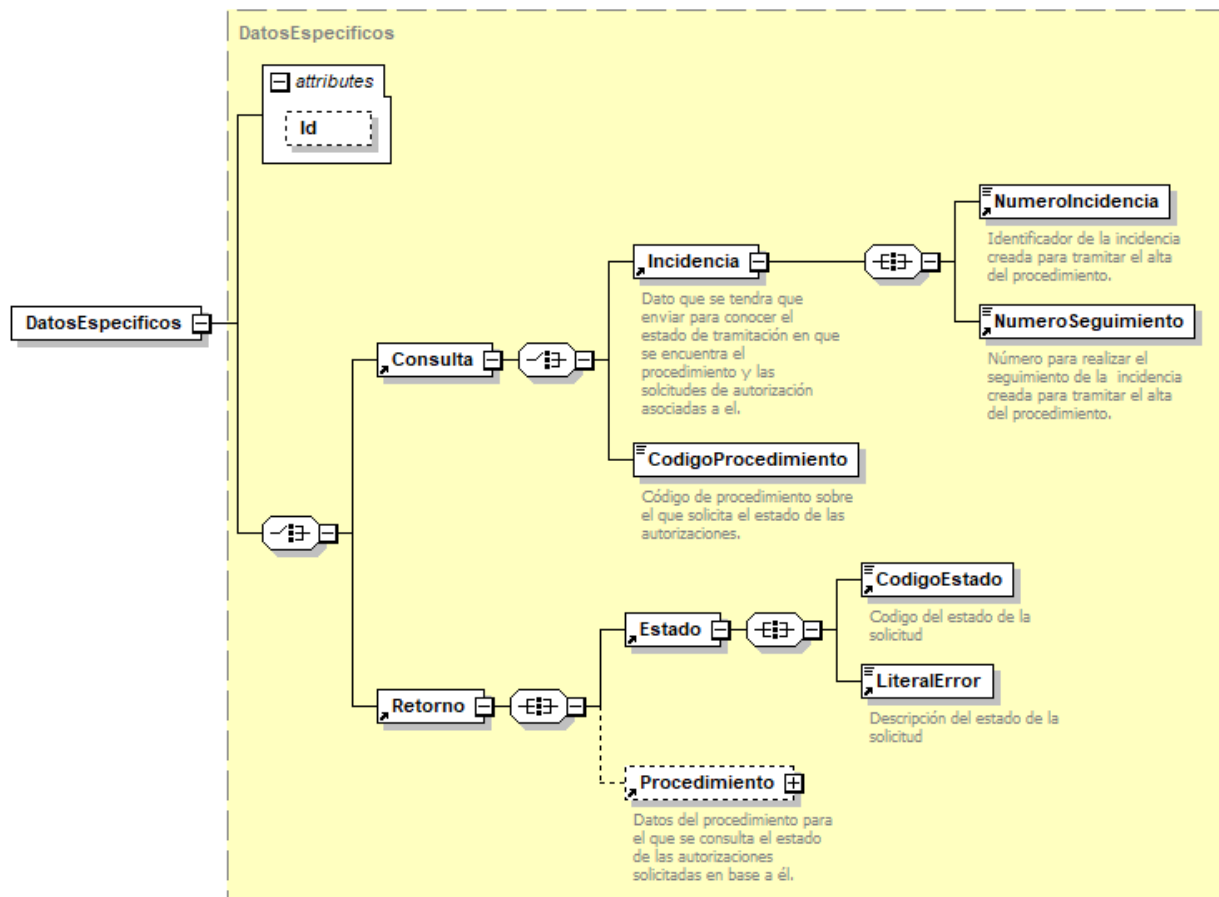 DatosEspecificos
attributes
Id
DatosEspecificos
Consulta
Incidencia
Dato que se tendra que
enviar para conocer el
estado de tramitación en que
se encuentra el
procedimiento y las
solcitudes de autorización
asociadas a el.
NumeroIncidencia
Identificador de la incidencia
creada para tramitar el alta
del procedimiento.
NumeroSeguimiento
Número para realizar el
seguimiento de la incidencia
creada para tramitar el alta
del procedimiento.
CodigoProcedimiento
Código de procedimiento sobre
el que solicita el estado de las
autorizaciones.
Retorno
Estado
CodigoEstado
Codigo del estado de la
solicitud
LiteralError
Descripción del estado de la
solicitud
Procedimiento
Datos del procedimiento para
el que se consulta el estado
de las autorizaciones
solicitadas en base a él.